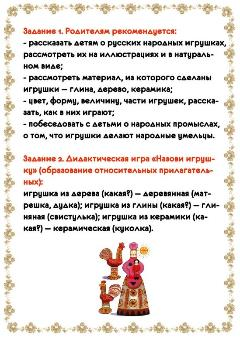 Задание 1. Родителям рекомендуется:
- рассказать детям о русских народных игрушках,
рассмотреть их на иллюстрациях и в натураль-
ном виде;
- рассмотреть материал, из которого сделаны
игрушки – глина, дерево, керамика;
- цвет, форму, величину, части игрушек, расска-
зать, как в них играют;
- побеседовать с детьми о народных промыслах,
о том, что игрушки делают народные умельцы.
Задание 2. Дидактическая игра «Назови игруш-
ку» (образование относительных прилагатель-
ных):
игрушка из дерева (какая?) – деревянная (мат-
решка, дудка); игрушка из глины (какая?) – гли-
няная (свистулька); игрушка из керамики (ка-
кая?) – керамическая (куколка).